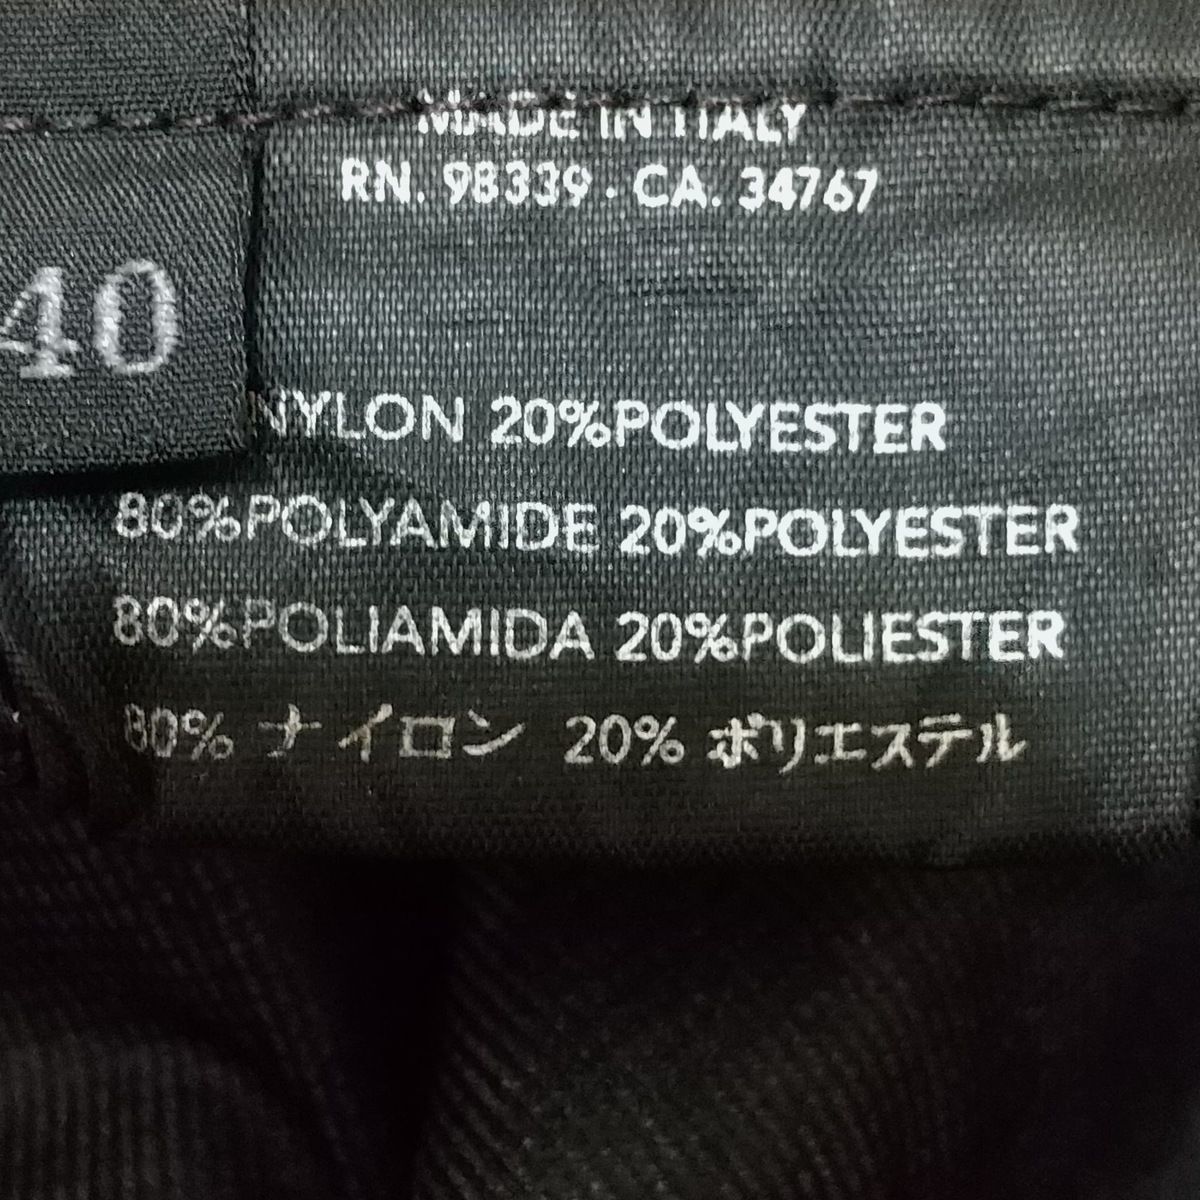 MADE IN ITALY
RN. 98339 · CA. 34767
40
NYLON 20%POLYESTER
80%POLYAMIDE 20%POLYESTER
80%POLIAMIDA 20%POLIESTER
80% ナイロン 20% ポリエステル